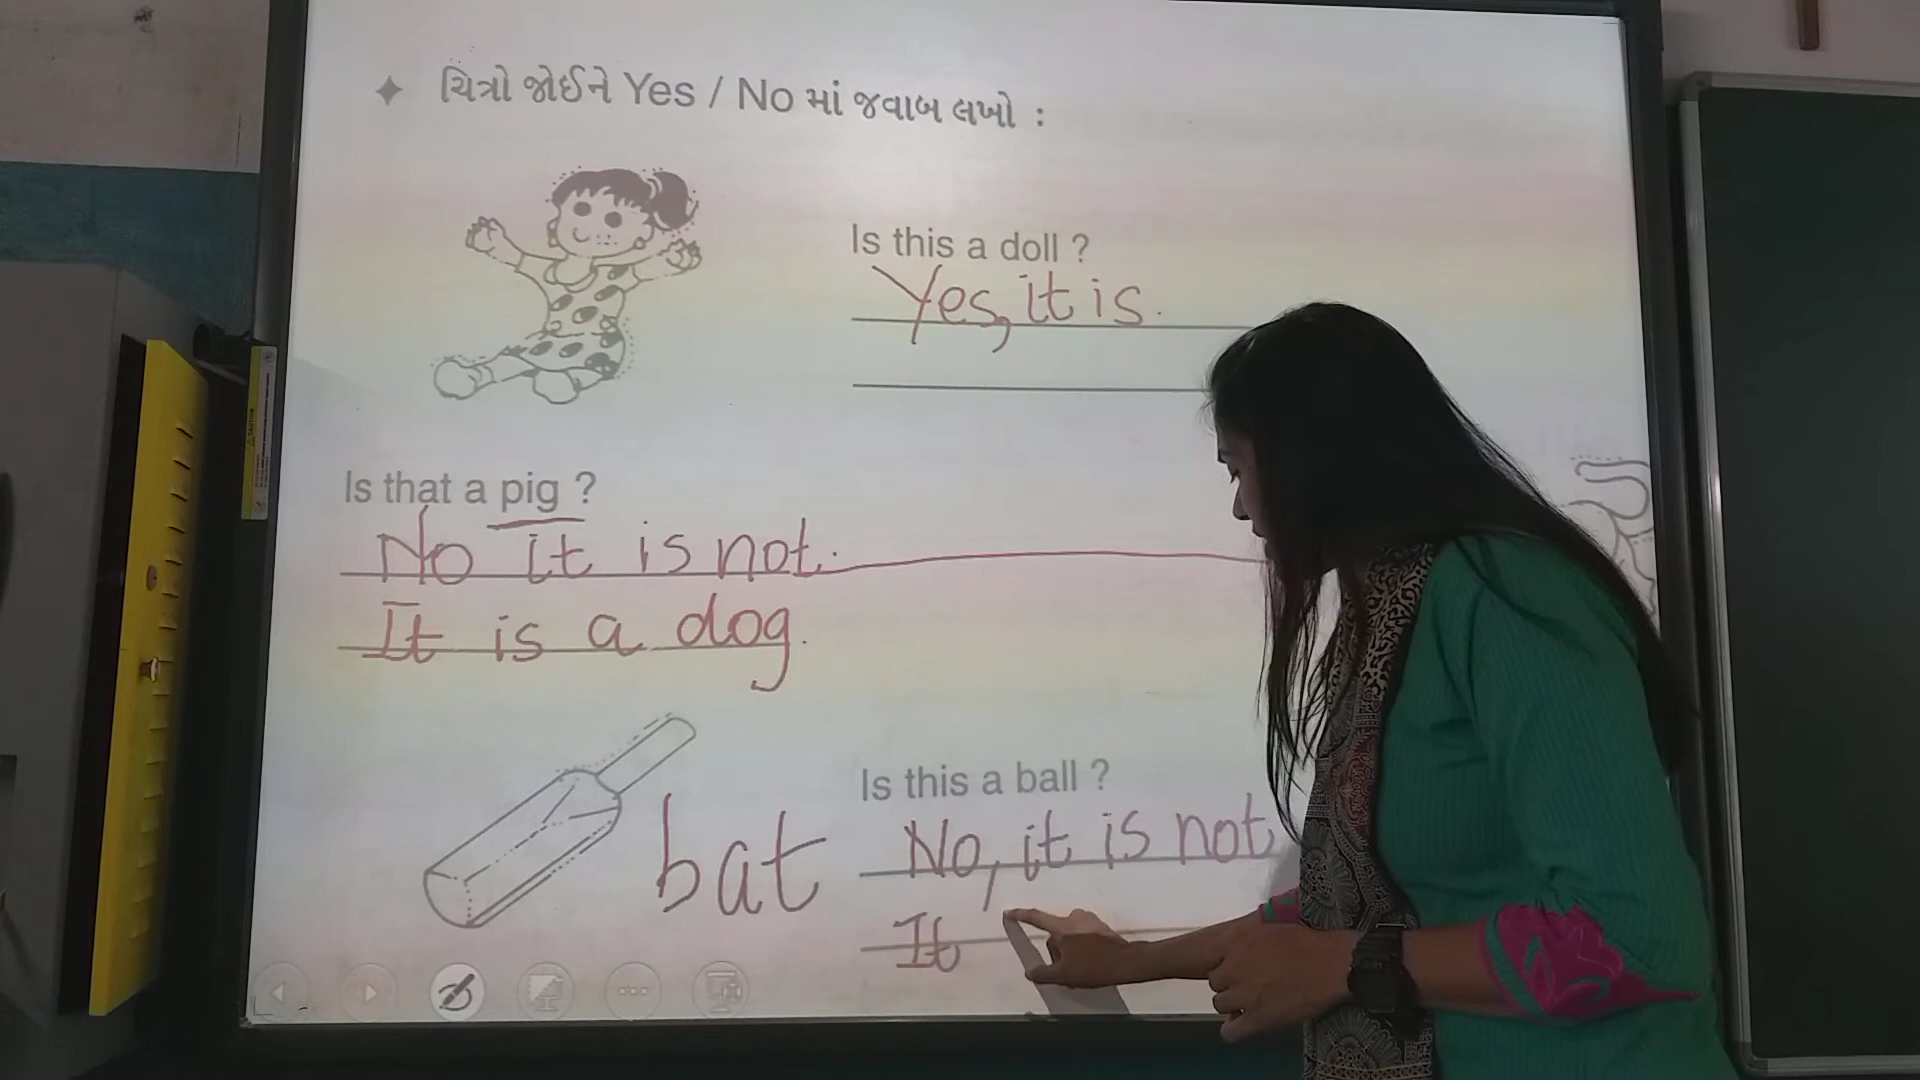 ✦ ચિત્રો જોઈને Yes / No માં જવાબ લખો :
Is this a doll ?
Yes, it is.
Is that a pig ?
No it is not.
It is a dog.
bat
Is this a ball ?
No, it is not
It